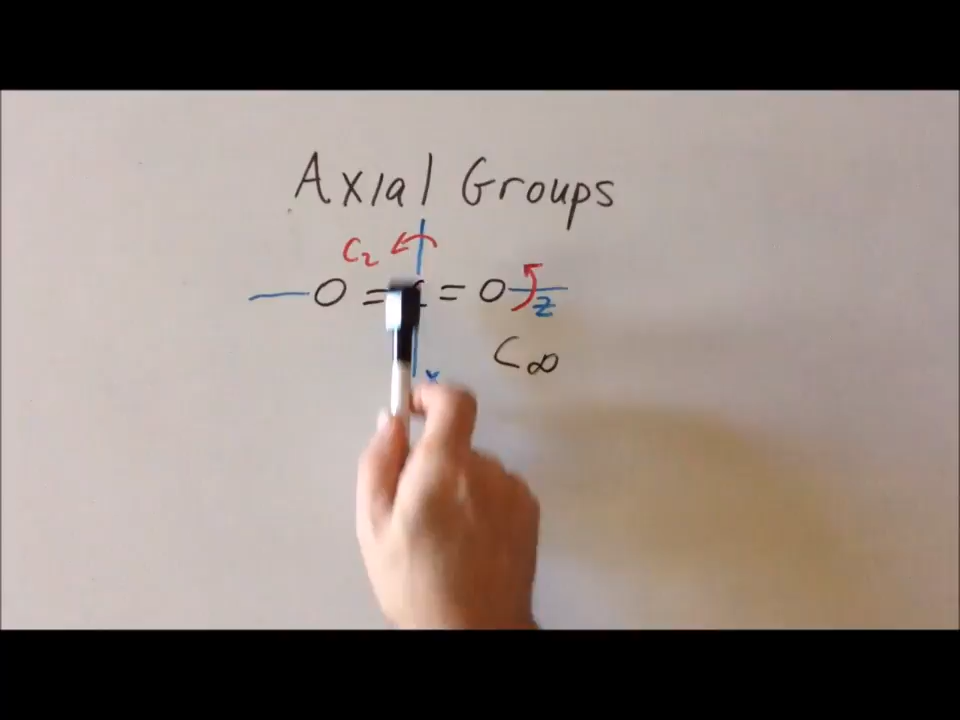 Axial Groups
C₂
O = = O z
C∞
x